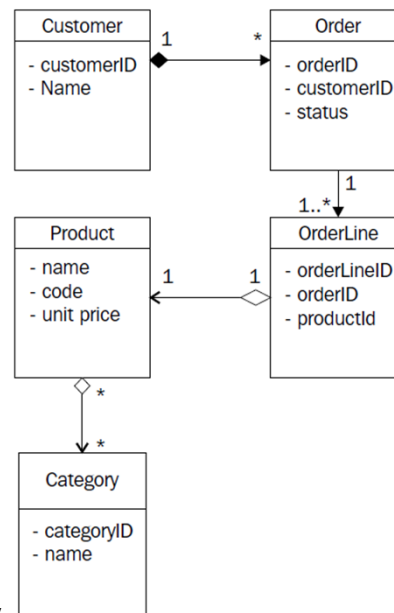 Customer
- customerID
- Name
1
*
Order
- orderID
- customerID
- status
1
1..*
Product
- name
- code
- unit price
1
1
OrderLine
- orderLineID
- orderID
- productId
*
*
Category
- categoryID
- name